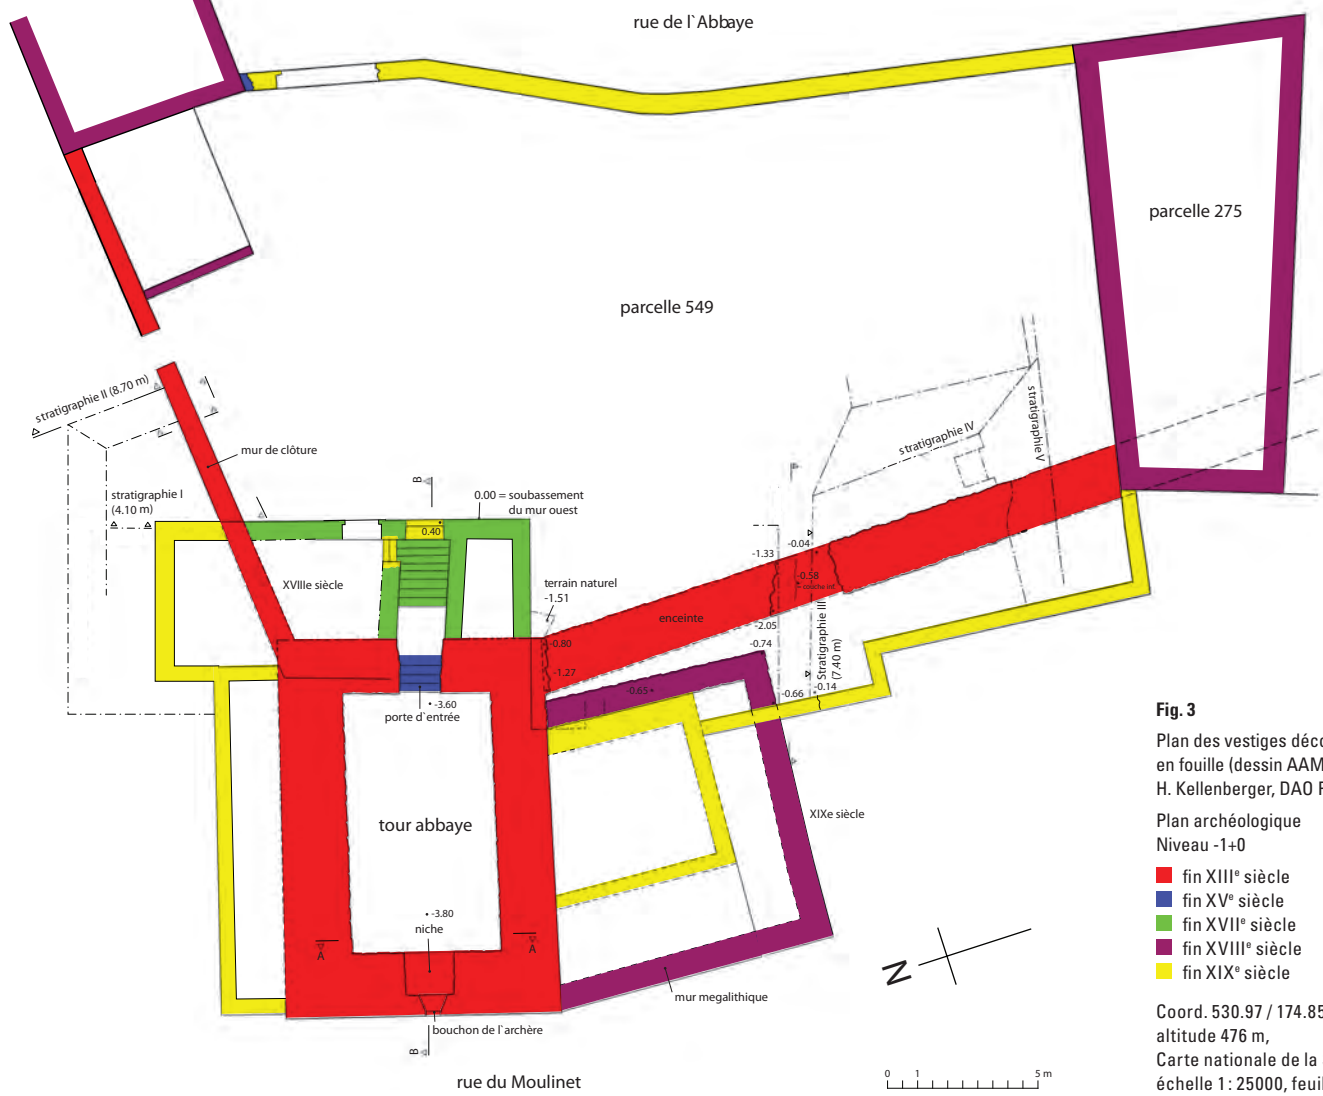 rue de l`Abbaye
parcelle 275
parcelle 549
stratigraphie II (8.70 m)
mur de clôture
stratigraphie I
(4.10 m)
B
0.00 = soubassement
du mur ouest
0.40
XVIIIe siècle
terrain naturel
-1.51
-0.80
-1.27
enceinte
-1.33
-0.04
-0.58
-2.05
-0.74
Stratigraphie III
(7.40 m)
stratigraphie IV
stratigraphie V
-0.65
-0.66
-0.14
porte d`entrée
-3.60
tour abbaye
XIXe siècle
-3.80
niche
A
A
mur megalithique
bouchon de l`archère
B
rue du Moulinet
N
0 1 5 m
Fig. 3
Plan des vestiges déco
en fouille (dessin AAM
H. Kellenberger, DAO
Plan archéologique
Niveau -1+0
fin XIIIe siècle
fin XVe siècle
fin XVIIe siècle
fin XVIIIe siècle
fin XIXe siècle
Coord. 530.97 / 174.85
altitude 476 m,
Carte nationale de la
échelle 1 : 25000, feuil